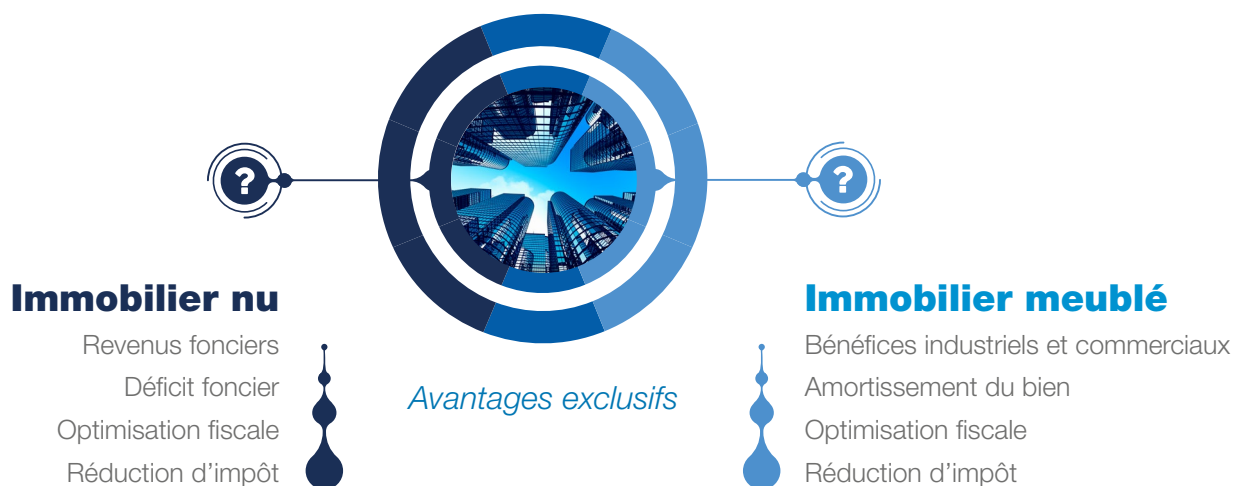 ?
?
Immobilier nu
Revenus fonciers
Déficit foncier
Optimisation fiscale
Réduction d’impôt
Avantages exclusifs
Immobilier meublé
Bénéfices industriels et commerciaux
Amortissement du bien
Optimisation fiscale
Réduction d’impôt